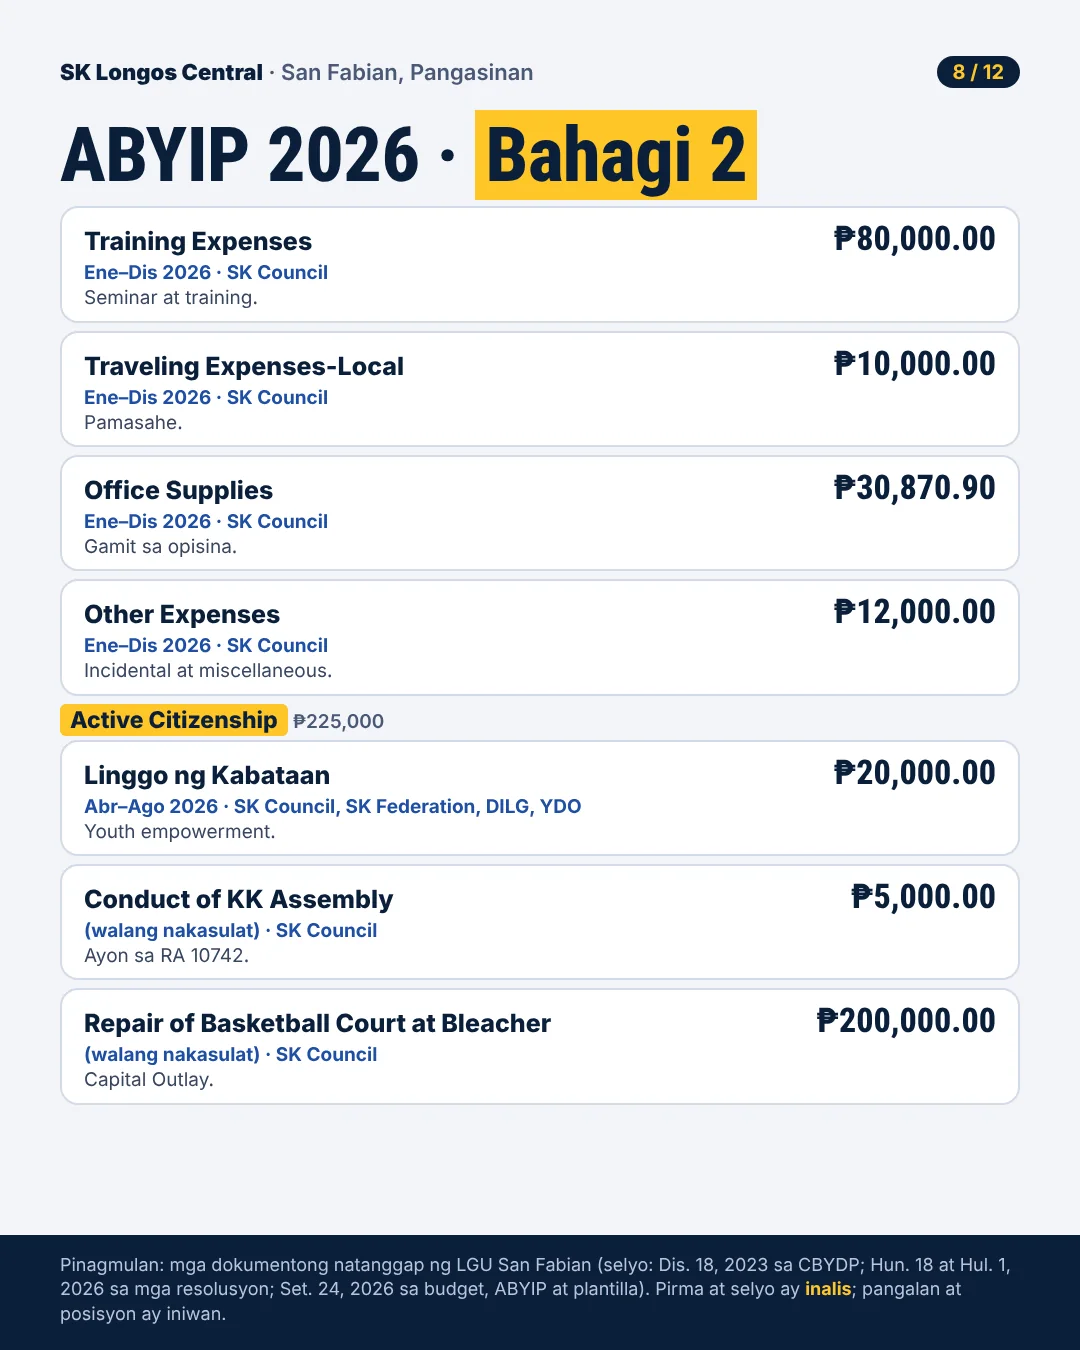 SK Longos Central · San Fabian, Pangasinan
8 / 12
ABYIP 2026 · Bahagi 2
Training Expenses
₱80,000.00
Ene–Dis 2026 · SK Council
Seminar at training.
Traveling Expenses-Local
₱10,000.00
Ene–Dis 2026 · SK Council
Pamasahe.
Office Supplies
₱30,870.90
Ene–Dis 2026 · SK Council
Gamit sa opisina.
Other Expenses
₱12,000.00
Ene–Dis 2026 · SK Council
Incidental at miscellaneous.
Active Citizenship ₱225,000
Linggo ng Kabataan
₱20,000.00
Abr–Ago 2026 · SK Council, SK Federation, DILG, YDO
Youth empowerment.
Conduct of KK Assembly
₱5,000.00
(walang nakasulat) · SK Council
Ayon sa RA 10742.
Repair of Basketball Court at Bleacher
₱200,000.00
(walang nakasulat) · SK Council
Capital Outlay.
Pinagmulan: mga dokumentong natanggap ng LGU San Fabian (selyo: Dis. 18, 2023 sa CBYDP; Hun. 18 at Hul. 1,
2026 sa mga resolusyon; Set. 24, 2026 sa budget, ABYIP at plantilla). Pirma at selyo ay inalis; pangalan at
posisyon ay iniwan.